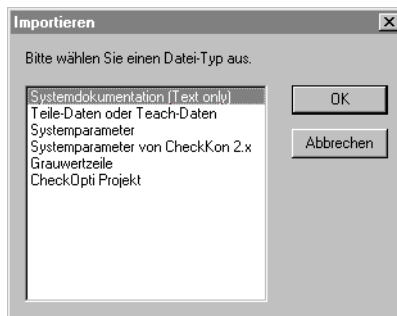 Importieren
Bitte wählen Sie einen Datei-Typ aus.
Systemdokumentation (Text only)
Teile-Daten oder Teach-Daten
Systemparameter
Systemparameter von CheckKon 2.x
Grauwertzeile
CheckOpti Projekt
OK
Abbrechen